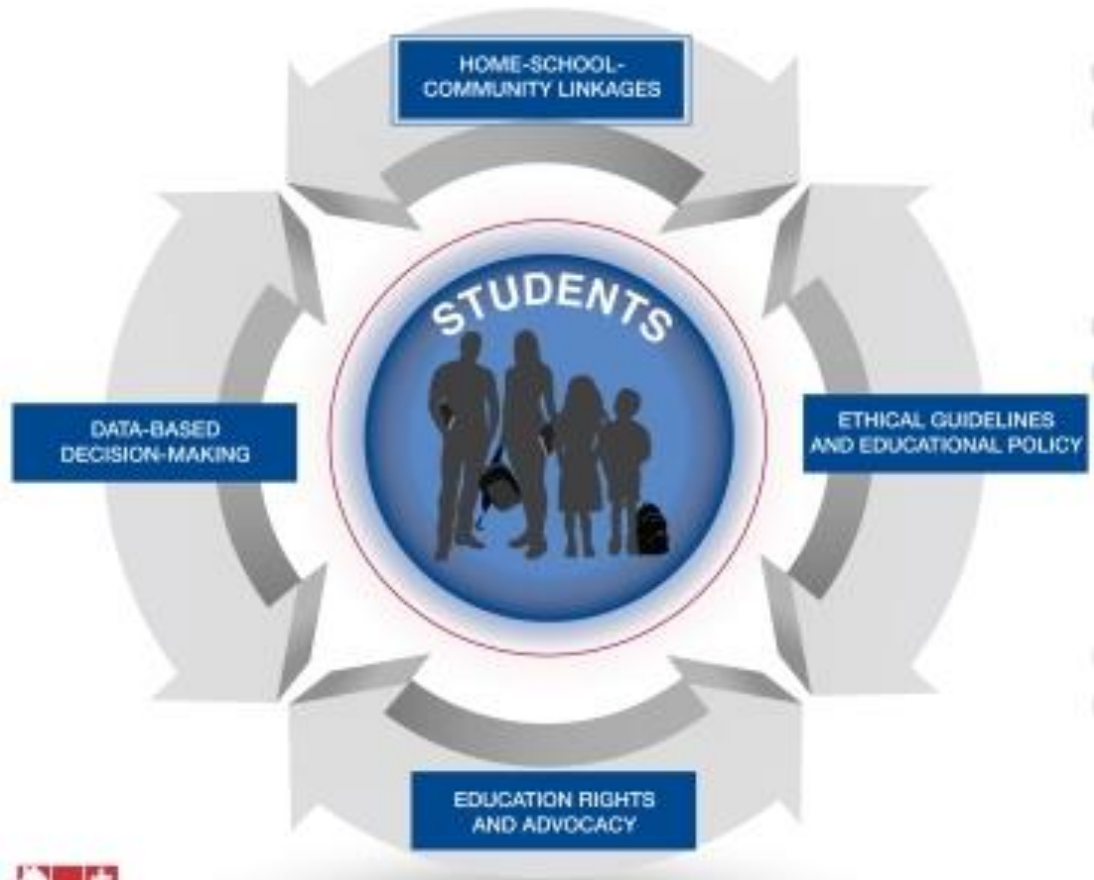 HOME-SCHOOL-
COMMUNITY LINKAGES
STUDENTS
DATA-BASED
DECISION-MAKING
ETHICAL GUIDELINES
AND EDUCATIONAL POLICY
EDUCATION RIGHTS
AND ADVOCACY